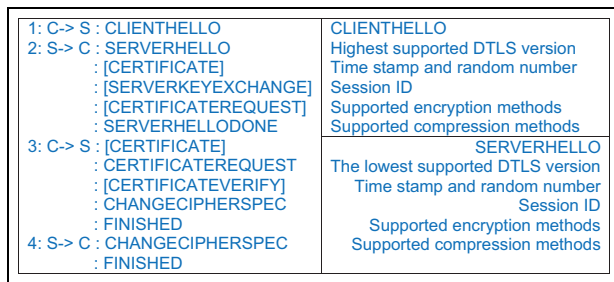 1: C-> S : CLIENTHELLO
2: S-> C : SERVERHELLO
: [CERTIFICATE]
: [SERVERKEYEXCHANGE]
: [CERTIFICATEREQUEST]
: SERVERHELLODONE
3: C-> S : [CERTIFICATE]
: CERTIFICATEREQUEST
: [CERTIFICATEVERIFY]
: CHANGECIPHERSPEC
: FINISHED
4: S-> C : CHANGECIPHERSPEC
: FINISHED
CLIENTHELLO
Highest supported DTLS version
Time stamp and random number
Session ID
Supported encryption methods
Supported compression methods
SERVERHELLO
The lowest supported DTLS version
Time stamp and random number
Session ID
Supported encryption methods
Supported compression methods